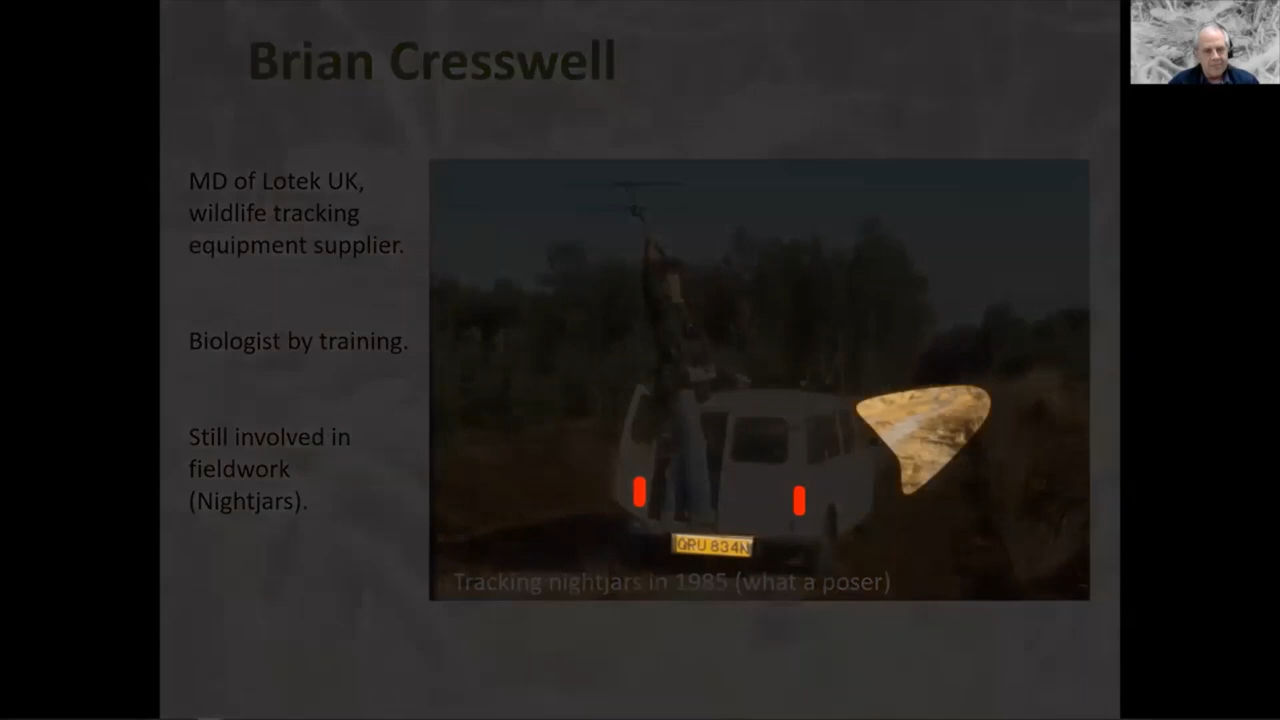 Brian Cresswell
MD of Lotek UK,
wildlife tracking
equipment supplier.
Biologist by training.
Still involved in
fieldwork
(Nightjars).
GRU 834N
Tracking nightjars in 1985 (what a poser)